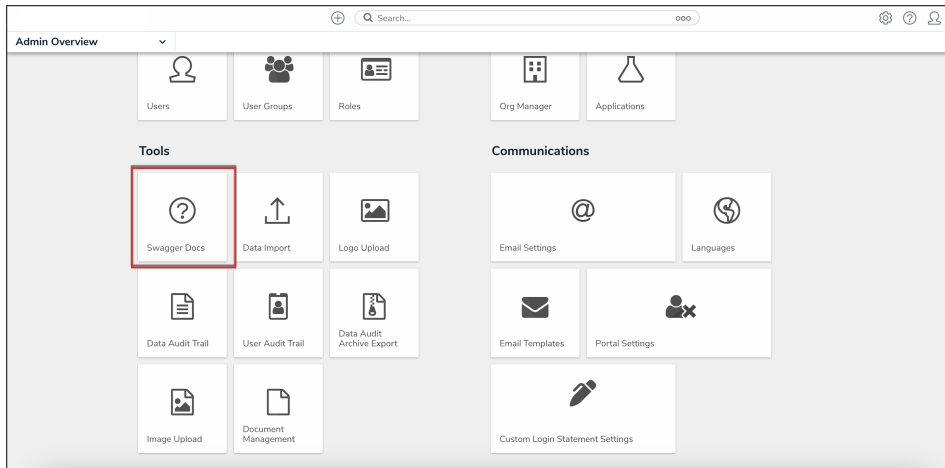 Search...
Admin Overview
Users
User Groups
Roles
Org Manager
Applications
Tools
Communications
Swagger Docs
Data Import
Logo Upload
Email Settings
Languages
Data Audit Trail
User Audit Trail
Data Audit
Archive Export
Email Templates
Portal Settings
Image Upload
Document
Management
Custom Login Statement Settings